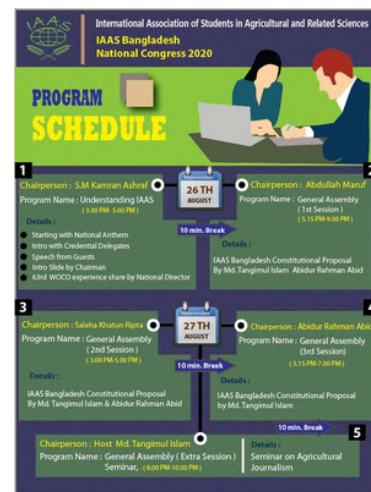 IAAS
International Association of Students in Agricultural and Related Sciences
IAAS Bangladesh
National Congress 2020
PROGRAM
SCHEDULE
1
Chairperson : S.M Kamran Ashraf
Program Name : Understanding IAAS
( 3.00 PM- 5.00 PM )
Details :
Starting with National Anthem
Intro with Credential Delegates
Speech from Guests
Intro Slide by Chairman
63rd WOCO experience share by National Director
26 TH
AUGUST
10 min. Break
2
Chairperson : Abdullah Maruf
Program Name : General Assembly
(1st Session)
( 5.15 PM-9.00 PM )
Details :
IAAS Bangladesh Constitutional Proposal
By Md. Tangimul Islam Abidur Rahman Abid
3
Chairperson : Saleha Khatun Ripta
Program Name : General Assembly
(2nd Session)
(3.00 PM-5.00 PM )
Details :
IAAS Bangladesh Constitutional Proposal
By Md. Tangimul Islam & Abidur Rahman Abid
27 TH
AUGUST
10 min. Break
4
Chairperson : Abidur Rahman Abid
Program Name : General Assembly
(3rd Session)
( 5.15 PM-7.00 PM )
Details :
IAAS Bangladesh Constitutional Proposal
by Md. Tangimul Islam
10 min. Break
5
Chairperson : Host Md. Tangimul Islam
Program Name : General Assembly ( Extra Session )
Seminar, ( 8.00 PM-10.00 PM )
Details :
Seminar on Agricultural
Journalism